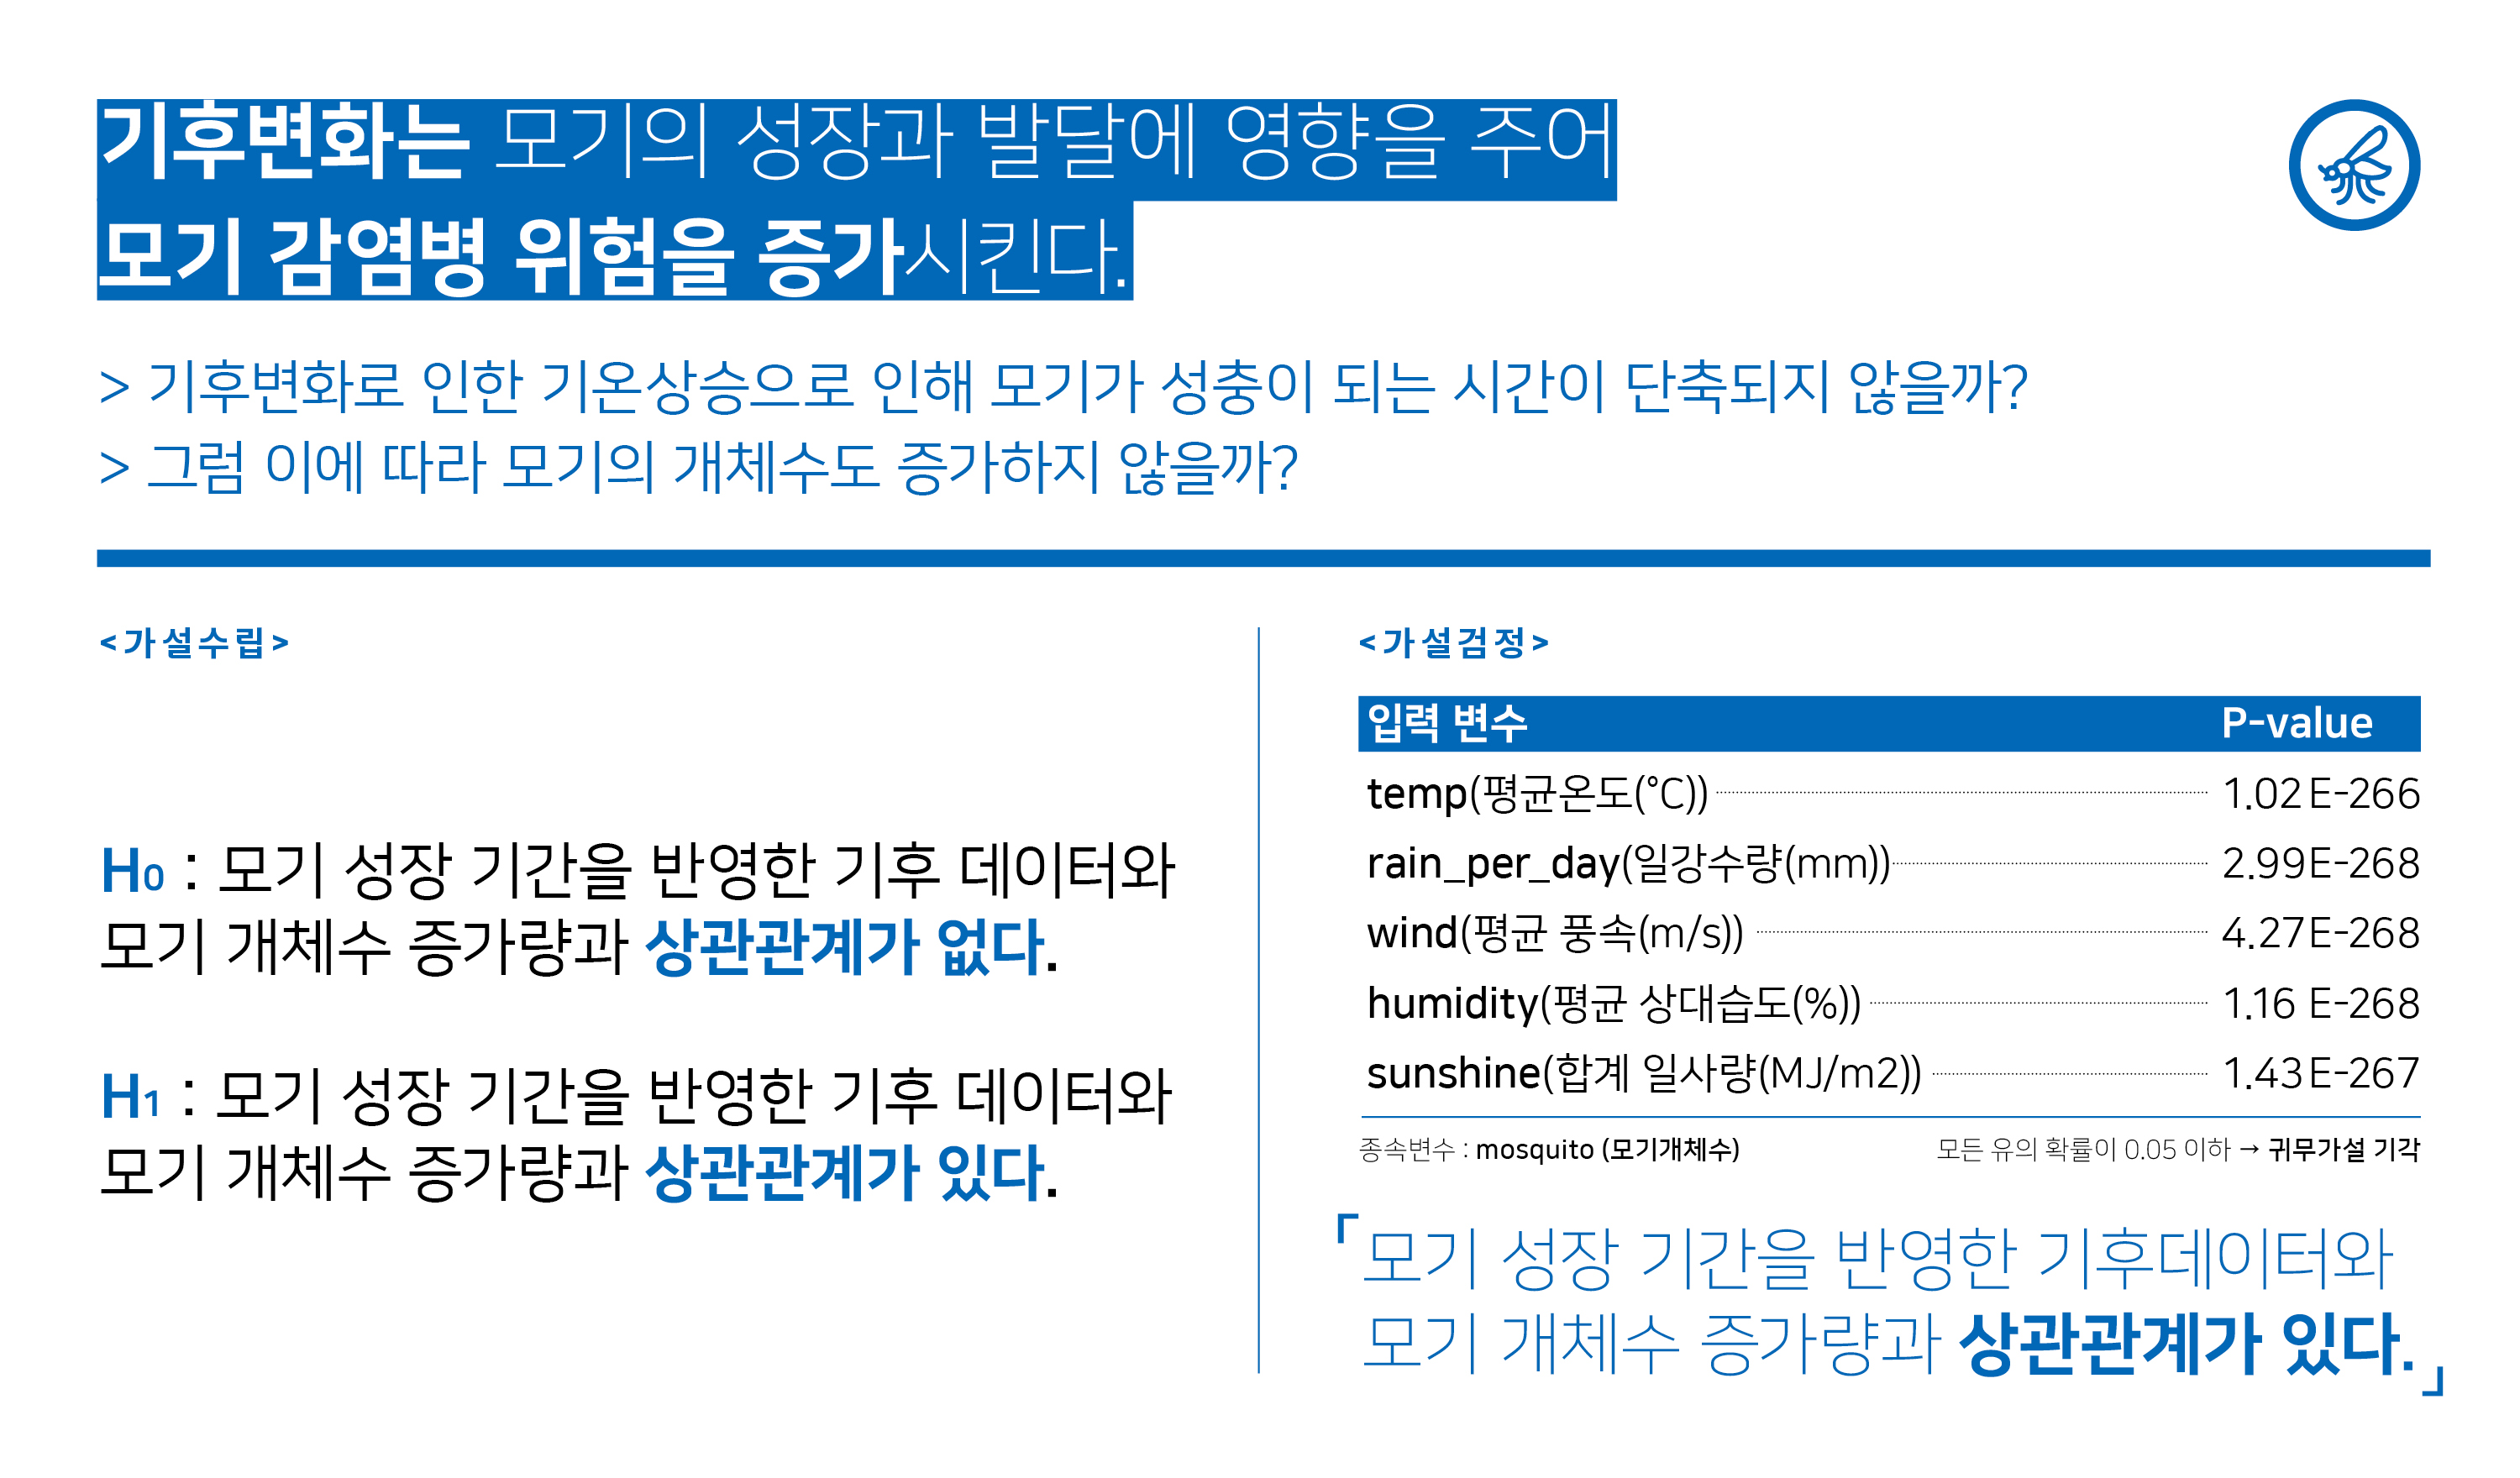 기후변화는 모기의 성장과 발달에 영향을 주어
모기 감염병 위험을 증가시킨다.
> 기후변화로 인한 기온상승으로 인해 모기가 성충이 되는 시간이 단축되지 않을까?
> 그럼 이에 따라 모기의 개체수도 증가하지 않을까?
<가설수립>
H0 : 모기 성장 기간을 반영한 기후 데이터와
모기 개체수 증가량과 상관관계가 없다.
H1 : 모기 성장 기간을 반영한 기후 데이터와
모기 개체수 증가량과 상관관계가 있다.
<가설검정>
입력 변수 P-value
temp(평균온도(°C)) 1.02E-266
rain_per_day(일강수량(mm)) 2.99E-268
wind(평균 풍속(m/s)) 4.27E-268
humidity(평균 상대습도(%)) 1.16 E-268
sunshine(합계 일사량(MJ/m2)) 1.43E-267
종속변수 : mosquito (모기개체수) 모든 유의 확률이 0.05 이하 → 귀무가설 기각
「모기 성장 기간을 반영한 기후데이터와
모기 개체수 증가량과 상관관계가 있다.」